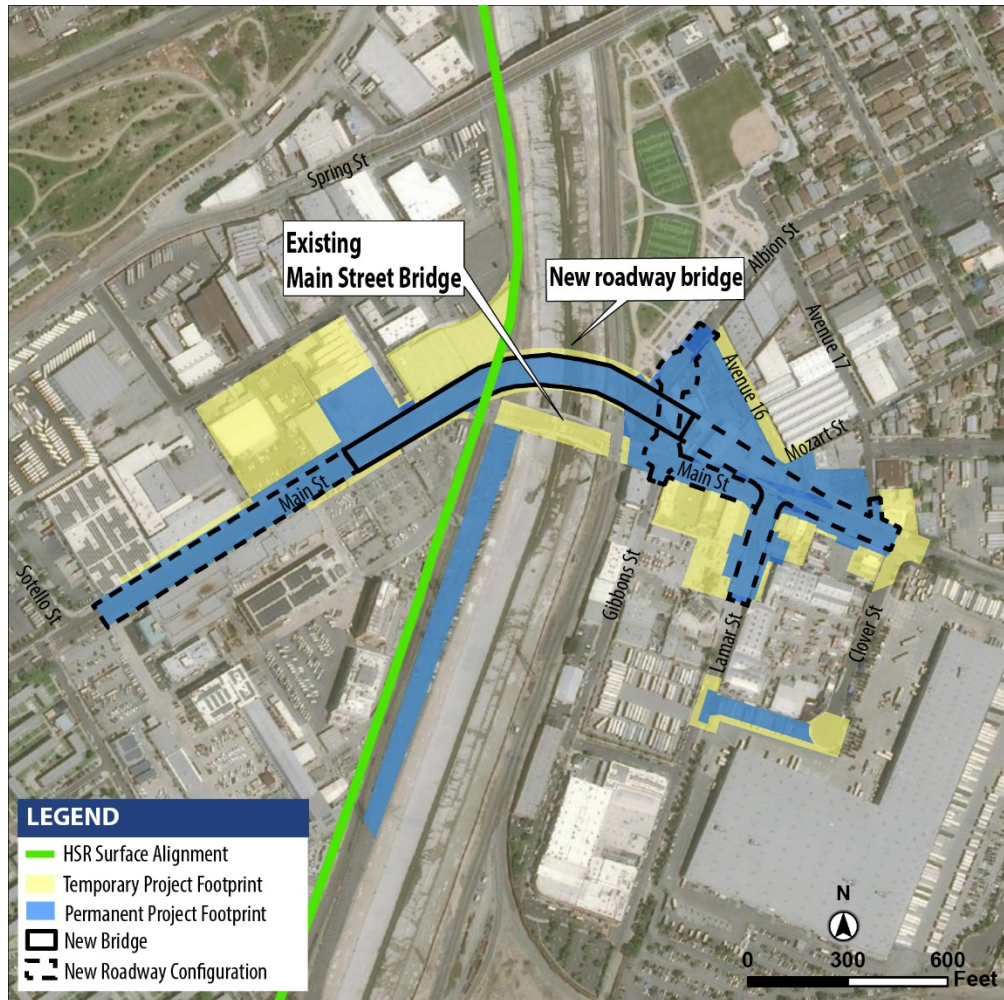 Spring St
Existing
Main Street Bridge
New roadway bridge
Albion St
Avenue 17
Avenue 16
Mozart St
Main St
Main St
Sotello St
Gibbons St
Lamar St
Clover St
LEGEND
HSR Surface Alignment
Temporary Project Footprint
Permanent Project Footprint
New Bridge
New Roadway Configuration
N
0 300 600
Feet